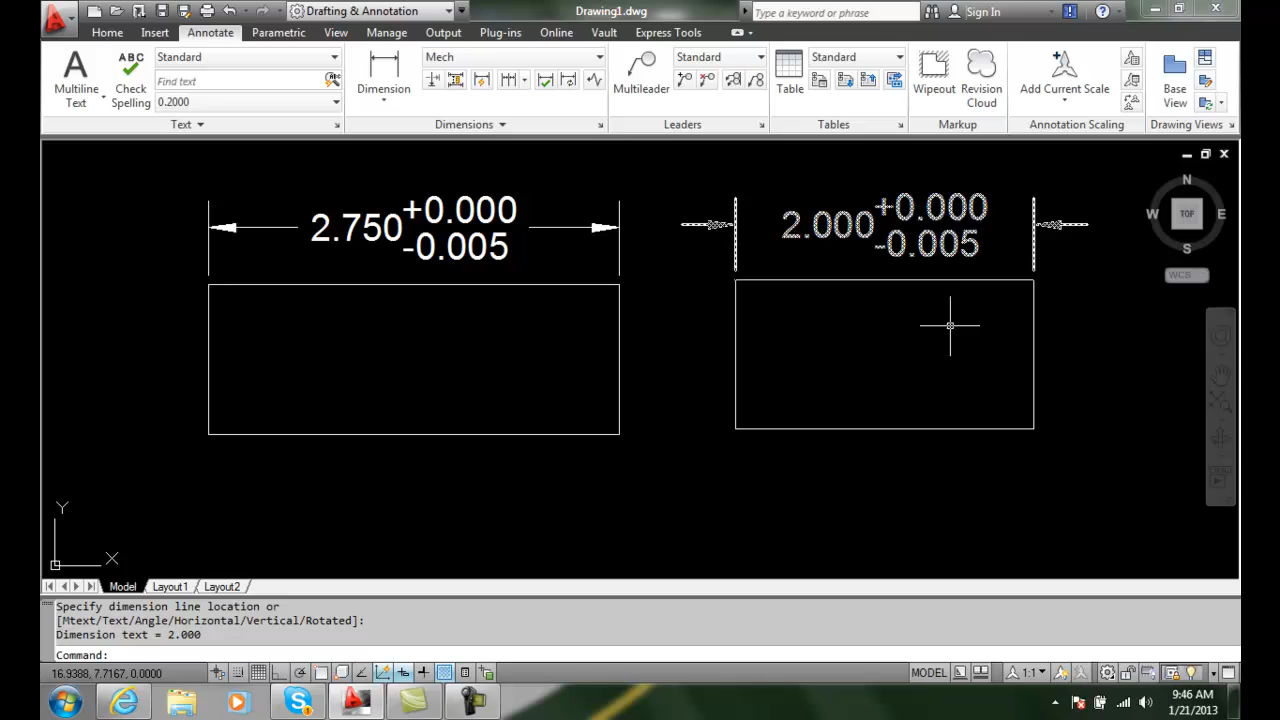 Drafting & Annotation
Drawing1.dwg
Type a keyword or phrase
Sign In
Home Insert Annotate Parametric View Manage Output Plug-ins Online Vault Express Tools
Multiline Text
ABC
Check Spelling
Standard
Find text
0.2000
Text
Dimension
Mech
Dimensions
Multileader
Standard
Leaders
Table
Standard
Tables
Wipeout
Revision Cloud
Markup
Add Current Scale
Annotation Scaling
Base View
Drawing Views
2.750 +0.000
-0.005
2.000 +0.000
-0.005
N
W TOP E
S
WCS
Y
X
Model Layout1 Layout2
Specify dimension line location or
[Mtext/Text/Angle/Horizontal/Vertical/Rotated]:
Dimension text = 2.000
Command:
16.9388, 7.7167, 0.0000
MODEL
1:1
9:46 AM
1/21/2013